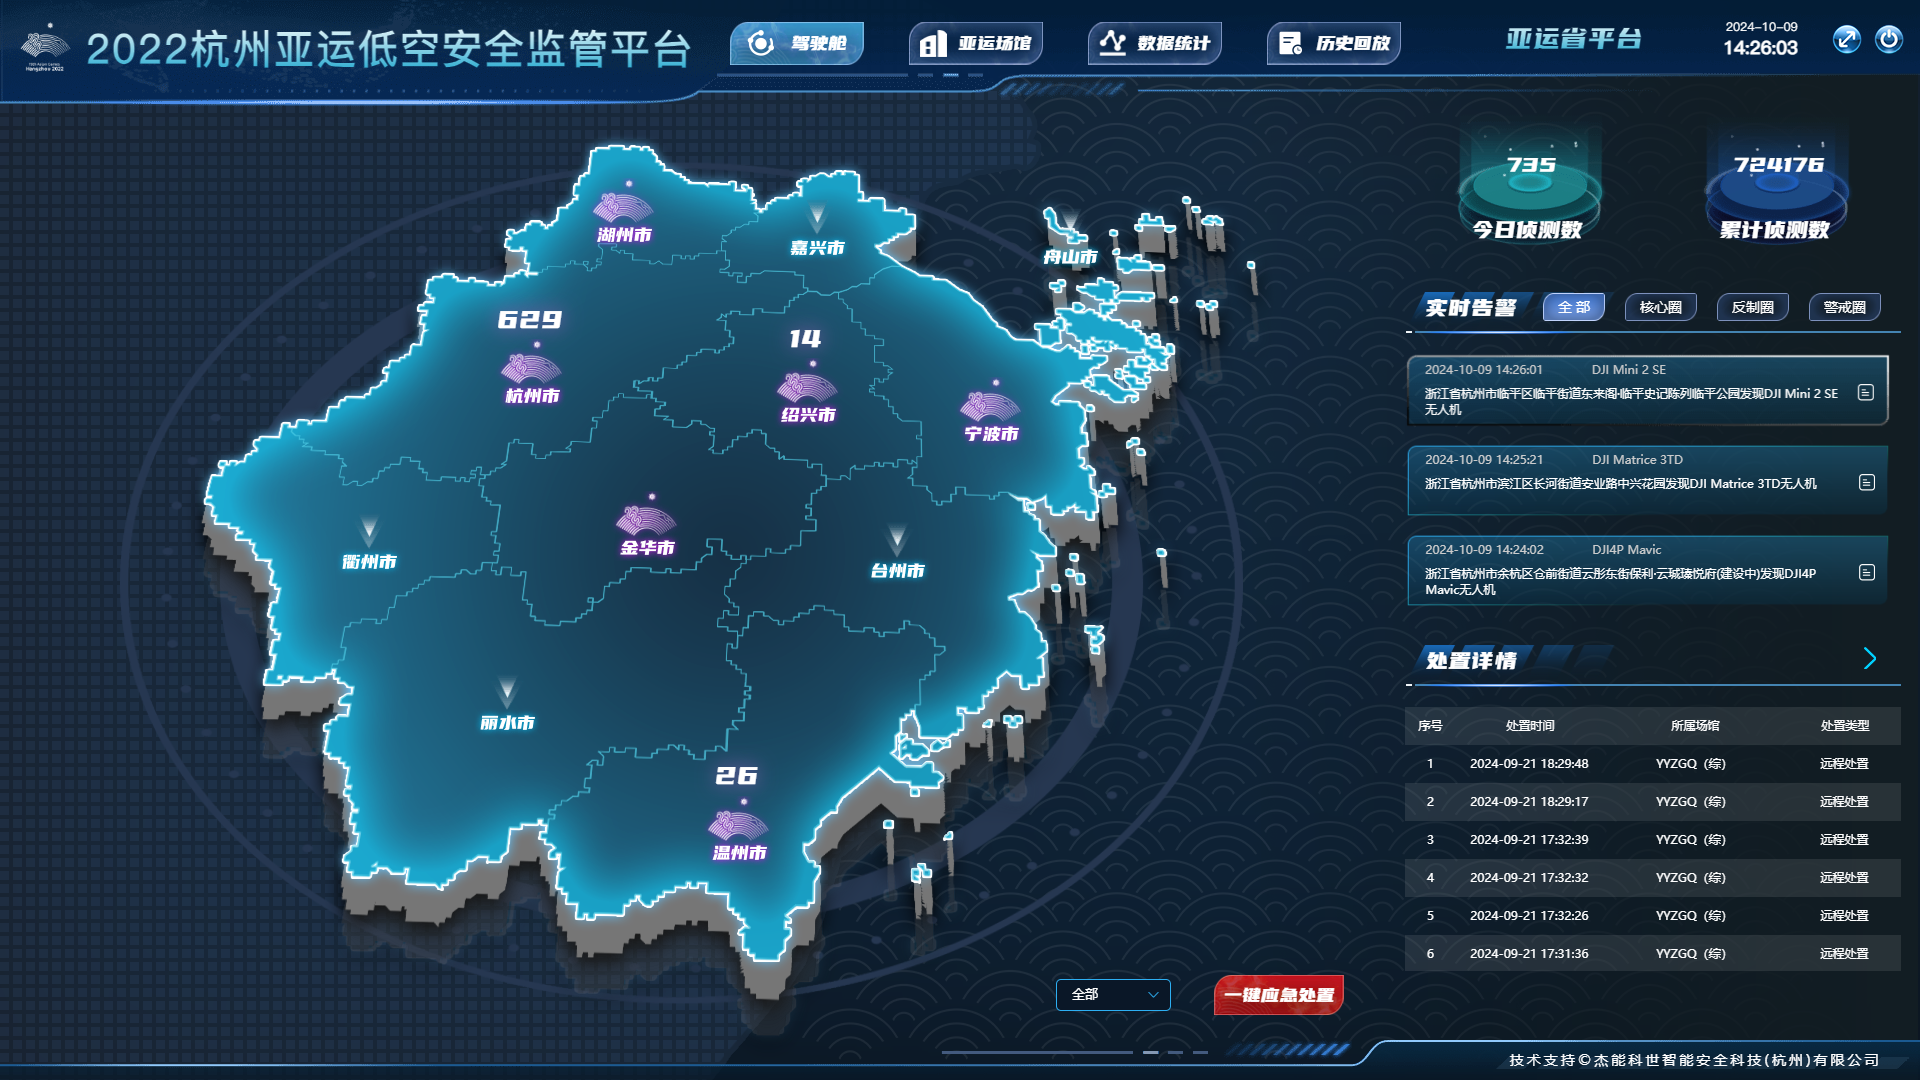 2022杭州亚运低空安全监管平台
驾驶舱
亚运场馆
数据统计
历史回放
亚运省平台
2024-10-09
14:26:03
735
今日侦测数
724176
累计侦测数
湖州市
嘉兴市
舟山市
629
杭州市
14
绍兴市
宁波市
金华市
衢州市
台州市
丽水市
26
温州市
实时告警
全部
核心圈
反制圈
警戒圈
2024-10-09 14:26:01 DJI Mini 2 SE
浙江省杭州市临平区临平街道东来阁·临平史记陈列临平公园发现DJI Mini 2 SE
无人机
2024-10-09 14:25:21 DJI Matrice 3TD
浙江省杭州市滨江区长河街道安业路中兴花园发现DJI Matrice 3TD无人机
2024-10-09 14:24:02 DJI4P Mavic
浙江省杭州市余杭区仓前街道云彤东街保利·云城瑧悦府(建设中)发现DJI4P
Mavic无人机
处置详情
序号 处置时间 所属场馆 处置类型
1 2024-09-21 18:29:48 YYZGQ（综） 远程处置
2 2024-09-21 18:29:17 YYZGQ（综） 远程处置
3 2024-09-21 17:32:39 YYZGQ（综） 远程处置
4 2024-09-21 17:32:32 YYZGQ（综） 远程处置
5 2024-09-21 17:32:26 YYZGQ（综） 远程处置
6 2024-09-21 17:31:36 YYZGQ（综） 远程处置
全部
一键应急处置
技术支持©杰能科世智能安全科技(杭州)有限公司